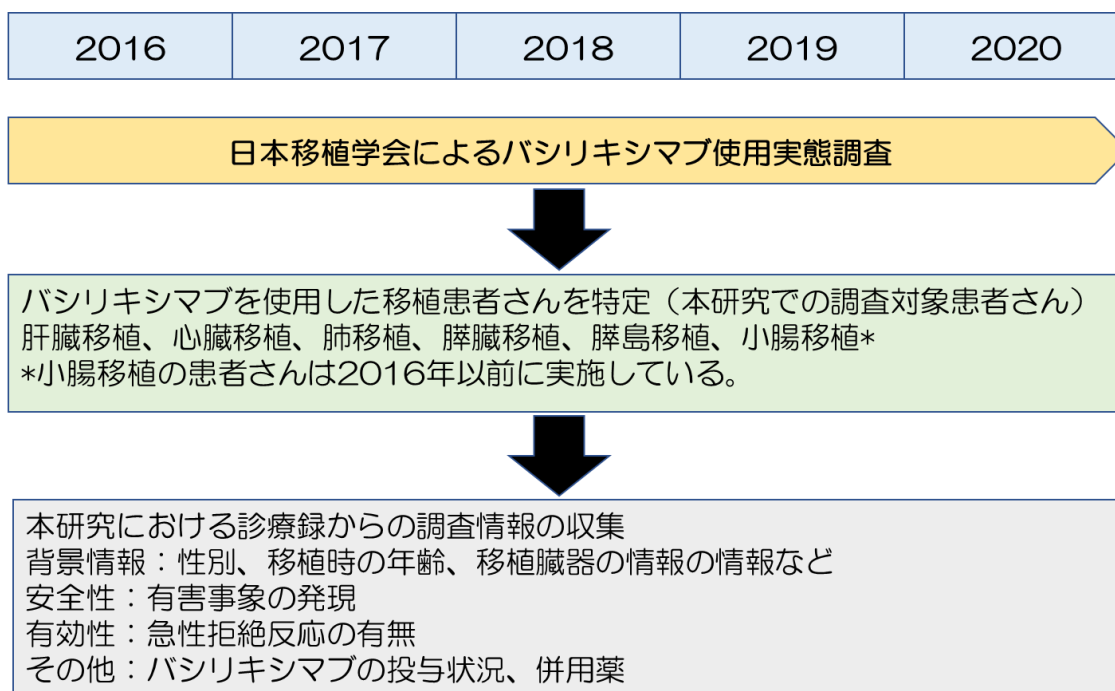 2016 2017 2018 2019 2020
日本移植学会によるバシリキシマブ使用実態調査
バシリキシマブを使用した移植患者さんを特定（本研究での調査対象患者さん）
肝臓移植、心臓移植、肺移植、膵臓移植、膵島移植、小腸移植*
*小腸移植の患者さんは2016年以前に実施している。
本研究における診療録からの調査情報の収集
背景情報：性別、移植時の年齢、移植臓器の情報の情報など
安全性：有害事象の発現
有効性：急性拒絶反応の有無
その他：バシリキシマブの投与状況、併用薬